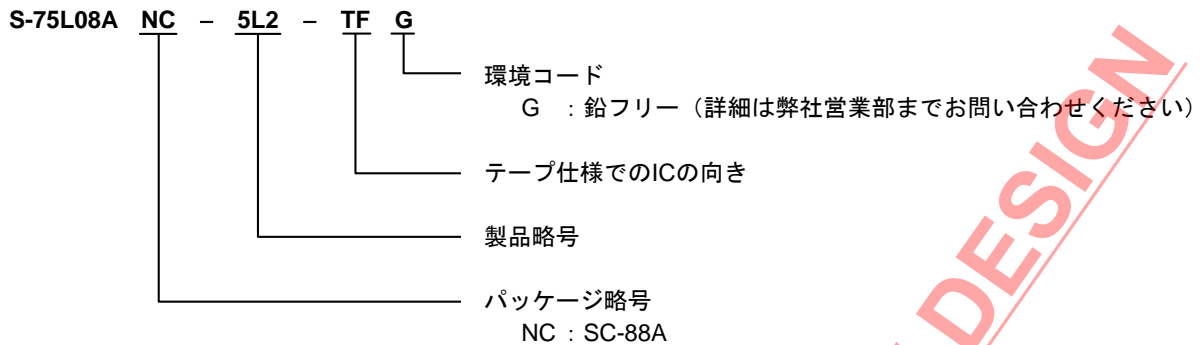 S-75L08A NC – 5L2 – TF G
環境コード
G : 鉛フリー（詳細は弊社営業部までお問い合わせください）
テープ仕様でのICの向き
製品略号
パッケージ略号
NC : SC-88A
DESIGN